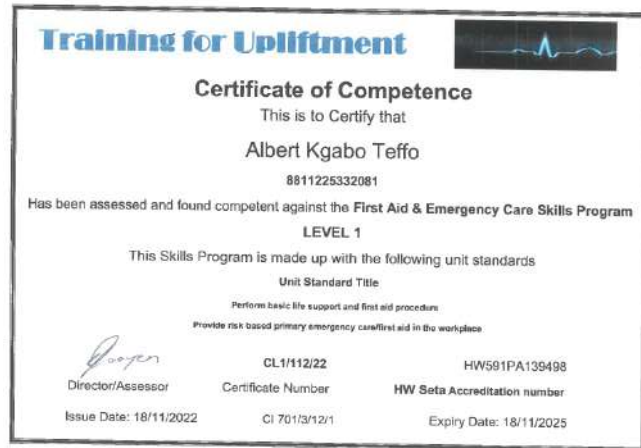 Training for Upliftment
Certificate of Competence
This is to Certify that
Albert Kgabo Teffo
8811225332081
Has been assessed and found competent against the First Aid & Emergency Care Skills Program
LEVEL 1
This Skills Program is made up with the following unit standards
Unit Standard Title
Perform basic life support and first aid procedure
Provide risk based primary emergency care/first aid in the workplace
CL1/112/22 HW591PA139498
Director/Assessor Certificate Number HW Seta Accreditation number
Issue Date: 18/11/2022 CI 701/3/12/1 Expiry Date: 18/11/2025